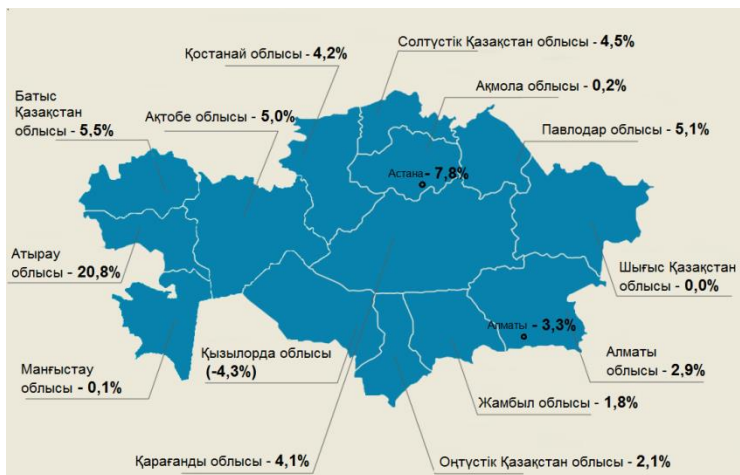 Солтүстік Қазақстан облысы - 4,5%
Қостанай облысы - 4,2%
Ақмола облысы - 0,2%
Батыс
Қазақстан
облысы - 5,5%
Ақтобе облысы - 5,0%
Павлодар облысы - 5,1%
Астана - 7,8%
Атырау
облысы - 20,8%
Шығыс Қазақстан
облысы - 0,0%
Алматы - 3,3%
Қызылорда облысы
(-4,3%)
Маңғыстау
облысы - 0,1%
Алматы
облысы - 2,9%
Жамбыл облысы - 1,8%
Қарағанды облысы - 4,1%
Оңтүстік Қазақстан облысы - 2,1%